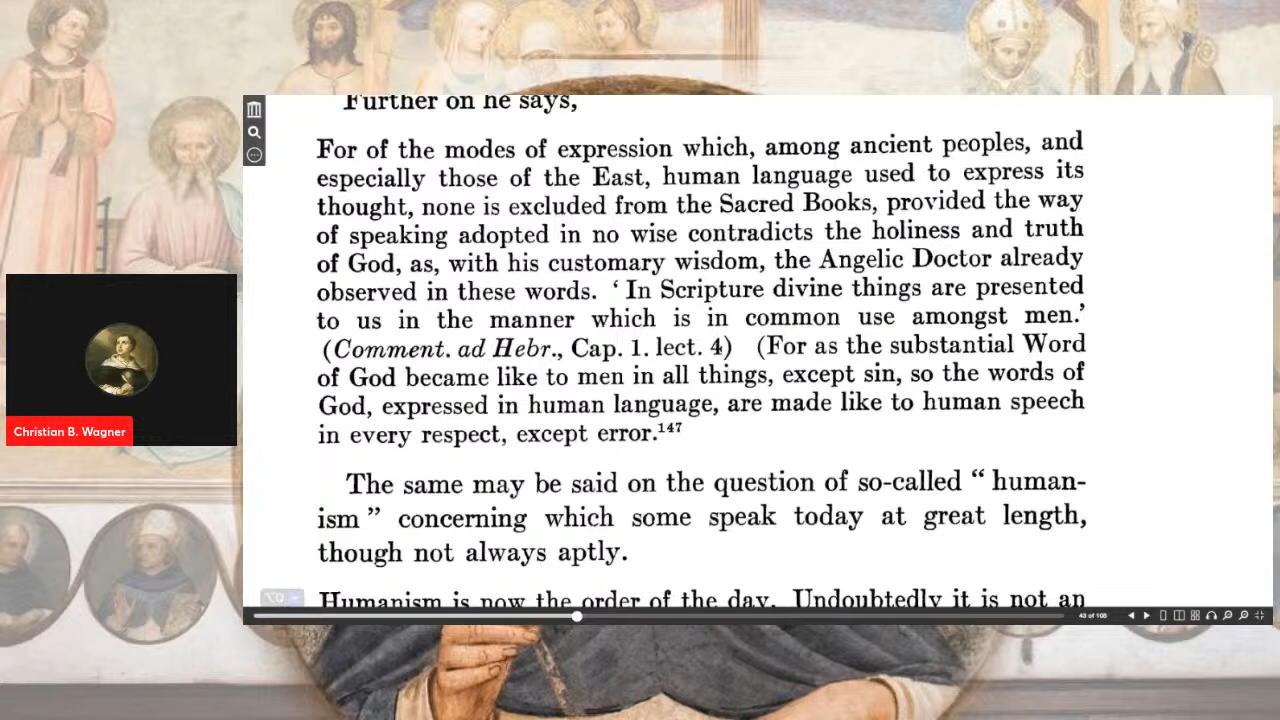 Further on he says,
For of the modes of expression which, among ancient peoples, and
especially those of the East, human language used to express its
thought, none is excluded from the Sacred Books, provided the way
of speaking adopted in no wise contradicts the holiness and truth
of God, as, with his customary wisdom, the Angelic Doctor already
observed in these words. ‘ In Scripture divine things are presented
to us in the manner which is in common use amongst men.’
(Comment. ad Hebr., Cap. 1. lect. 4) (For as the substantial Word
of God became like to men in all things, except sin, so the words of
God, expressed in human language, are made like to human speech
in every respect, except error.147
The same may be said on the question of so-called “ human-
ism ” concerning which some speak today at great length,
though not always aptly.
Humanism is now the order of the day. Undoubtedly it is not an
Christian B. Wagner
43 of 108